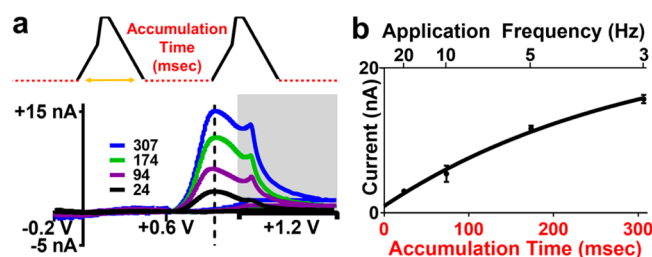 a
Accumulation
Time
(msec)
+15 nA
307
174
94
24
-0.2 V
+0.6 V
+1.2 V
-5 nA
b
Application Frequency (Hz)
20 10 5 3
20
Current (nA)
0
0 100 200 300
Accumulation Time (msec)